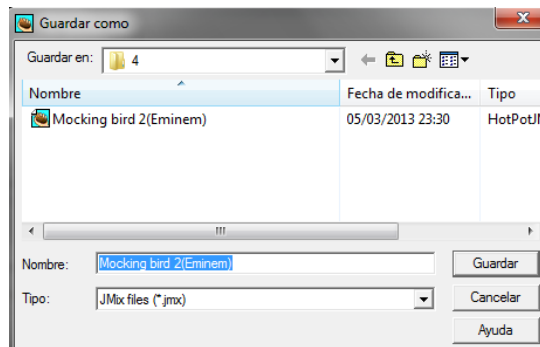 Guardar como
Guardar en: 4
Nombre Fecha de modifica... Tipo
Mocking bird 2(Eminem) 05/03/2013 23:30 HotPotJM
Nombre: Mocking bird 2(Eminem) Guardar
Tipo: JMix files (*.jmx) Cancelar
Ayuda